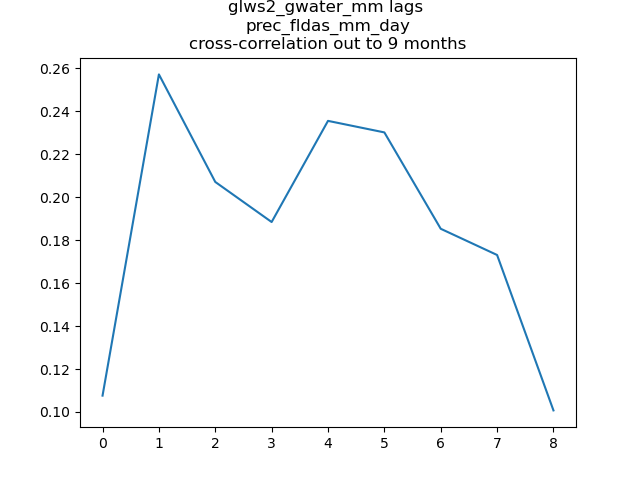 glws2_gwater_mm lags
prec_fldas_mm_day
cross-correlation out to 9 months
0.26
0.24
0.22
0.20
0.18
0.16
0.14
0.12
0.10
0 1 2 3 4 5 6 7 8